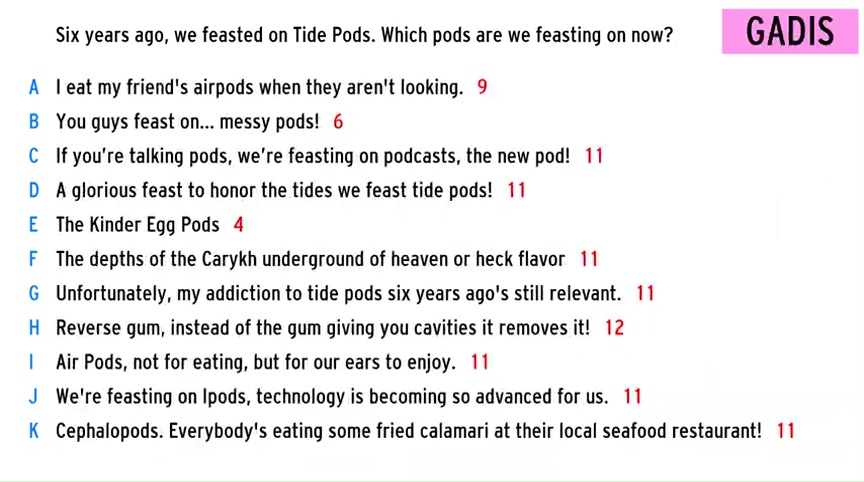 Six years ago, we feasted on Tide Pods. Which pods are we feasting on now?
GADIS
A I eat my friend's airpods when they aren't looking. 9
B You guys feast on... messy pods! 6
C If you’re talking pods, we’re feasting on podcasts, the new pod! 11
D A glorious feast to honor the tides we feast tide pods! 11
E The Kinder Egg Pods 4
F The depths of the Carykh underground of heaven or heck flavor 11
G Unfortunately, my addiction to tide pods six years ago's still relevant. 11
H Reverse gum, instead of the gum giving you cavities it removes it! 12
I Air Pods, not for eating, but for our ears to enjoy. 11
J We're feasting on Ipods, technology is becoming so advanced for us. 11
K Cephalopods. Everybody's eating some fried calamari at their local seafood restaurant! 11